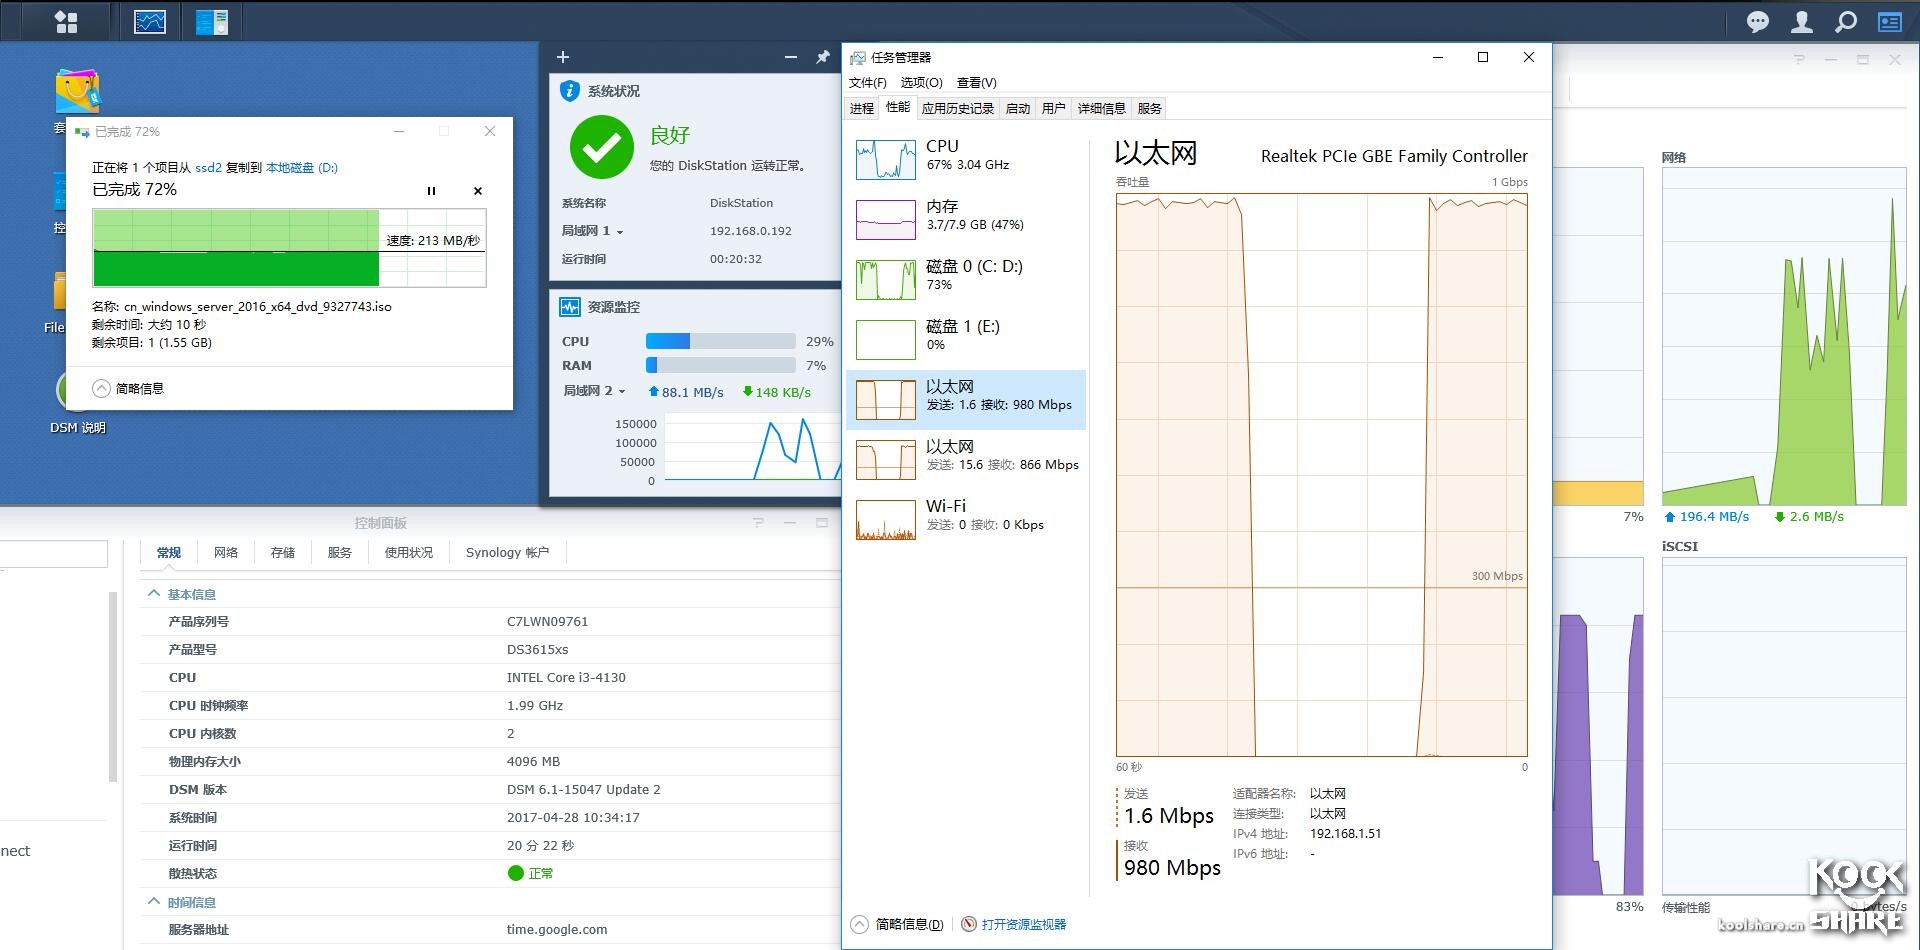 套
控
File
DSM 说明
已完成 72%
正在将 1 个项目从 ssd2 复制到 本地磁盘 (D:)
已完成 72%
速度: 213 MB/秒
名称: cn_windows_server_2016_x64_dvd_9327743.iso
剩余时间: 大约 10 秒
剩余项目: 1 (1.55 GB)
简略信息
系统状况
良好
您的 DiskStation 运转正常。
系统名称 DiskStation
局域网 1 192.168.0.192
运行时间 00:20:32
资源监控
CPU 29%
RAM 7%
局域网 2 88.1 MB/s 148 KB/s
150000
100000
50000
0
控制面板
常规 网络 存储 服务 使用状况 Synology 帐户
基本信息
产品序列号 C7LWN09761
产品型号 DS3615xs
CPU INTEL Core i3-4130
CPU 时钟频率 1.99 GHz
CPU 内核数 2
物理内存大小 4096 MB
DSM 版本 DSM 6.1-15047 Update 2
系统时间 2017-04-28 10:34:17
运行时间 20 分 22 秒
散热状态 正常
时间信息
服务器地址 time.google.com
nect
任务管理器
文件(F) 选项(O) 查看(V)
进程 性能 应用历史记录 启动 用户 详细信息 服务
CPU
67% 3.04 GHz
内存
3.7/7.9 GB (47%)
磁盘 0 (C: D:)
73%
磁盘 1 (E:)
0%
以太网
发送: 1.6 接收: 980 Mbps
以太网
发送: 15.6 接收: 866 Mbps
Wi-Fi
发送: 0 接收: 0 Kbps
以太网 Realtek PCIe GBE Family Controller
吞吐量 1 Gbps
300 Mbps
60 秒 0
发送
1.6 Mbps
接收
980 Mbps
适配器名称: 以太网
连接类型: 以太网
IPv4 地址: 192.168.1.51
IPv6 地址: -
简略信息(D) 打开资源监视器
网络
7%
196.4 MB/s 2.6 MB/s
iSCSI
83%
传输性能 0 bytes/s
koolshare.cn
KOOL
SHARE